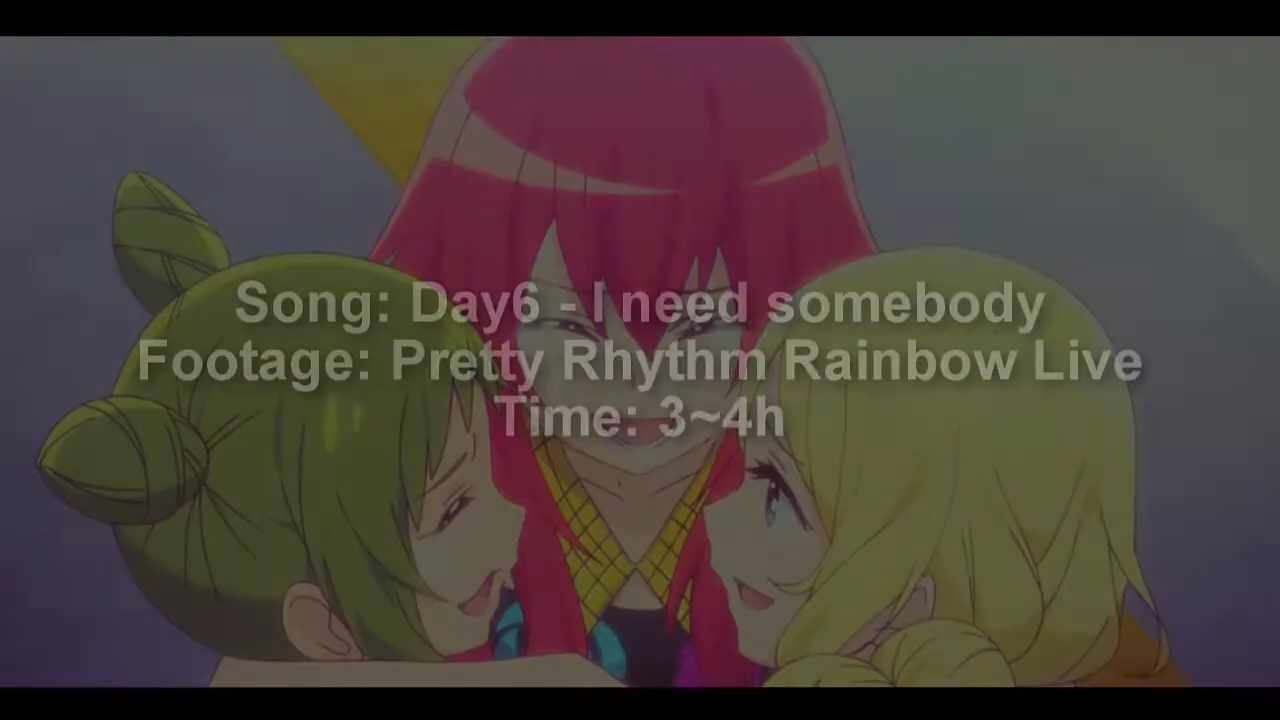 Song: Day6 - I need somebody
Footage: Pretty Rhythm Rainbow Live
Time: 3~4h